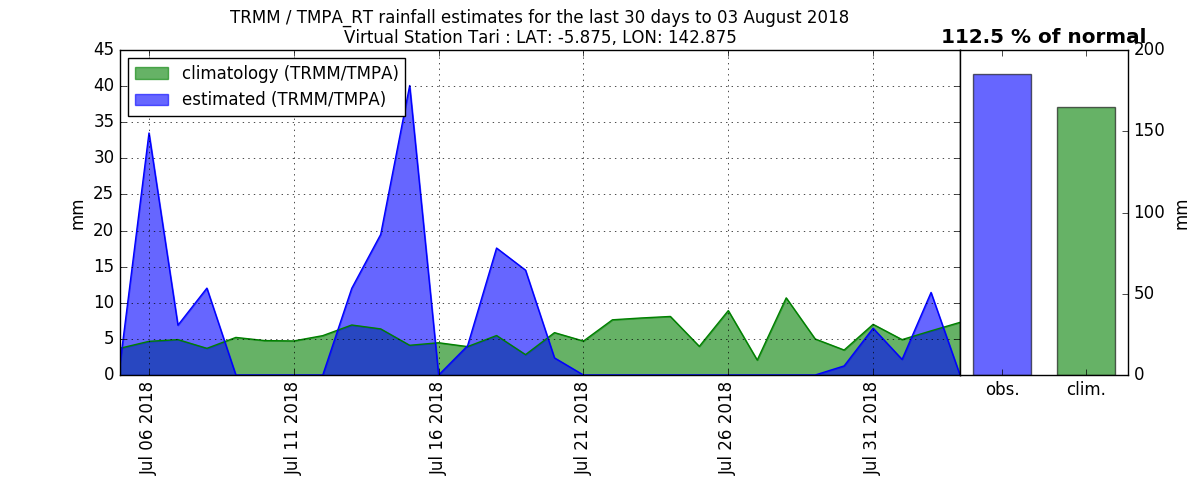 TRMM / TMPA_RT rainfall estimates for the last 30 days to 03 August 2018
Virtual Station Tari : LAT: -5.875, LON: 142.875
112.5 % of normal
climatology (TRMM/TMPA)
estimated (TRMM/TMPA)
mm
45
40
35
30
25
20
15
10
5
0
Jul 06 2018
Jul 11 2018
Jul 16 2018
Jul 21 2018
Jul 26 2018
Jul 31 2018
200
150
100
50
0
mm
obs.
clim.